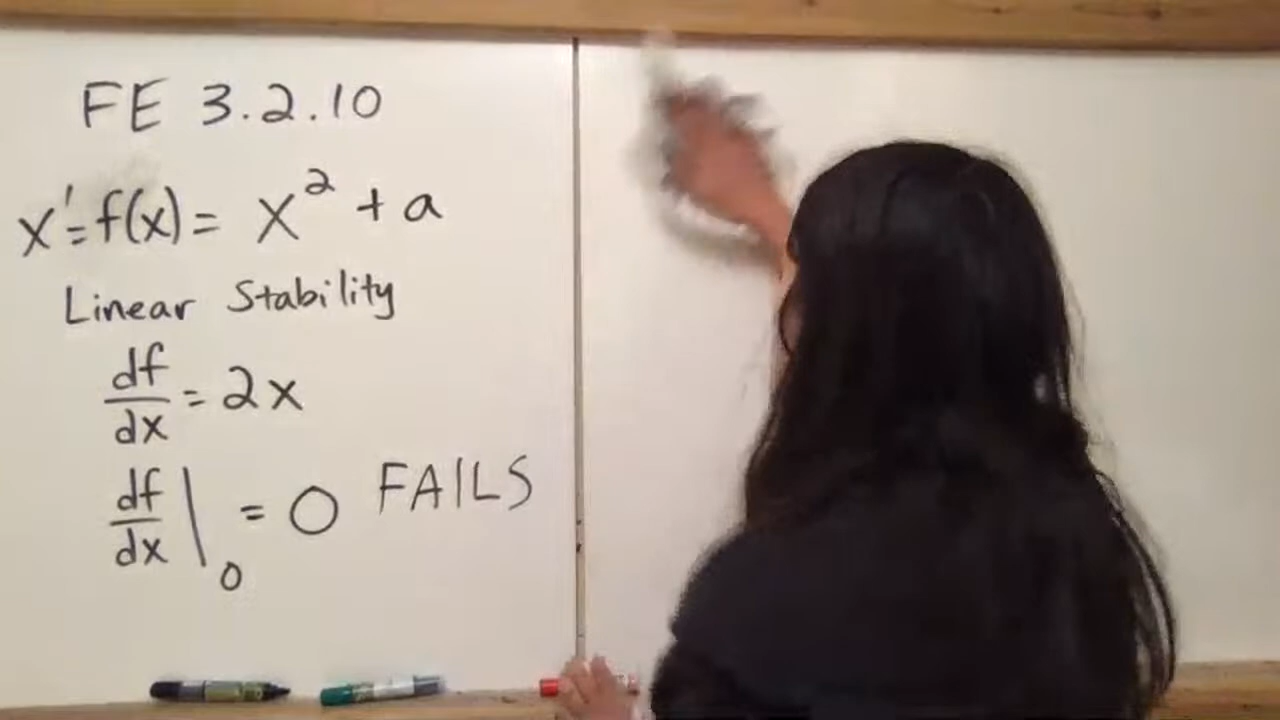 FE 3.2.10
x' = f(x) = x² + a
Linear Stability
df/dx = 2x
df/dx |₀ = 0 FAILS